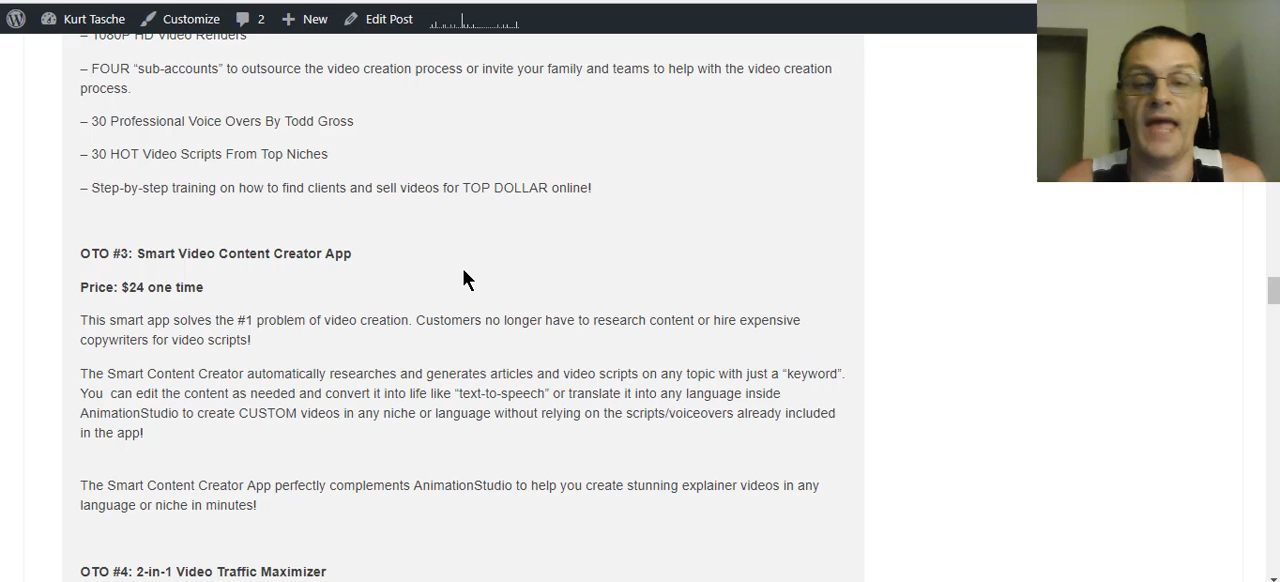 Kurt Tasche Customize 2 New Edit Post
– 1080P HD Video Renders
– FOUR “sub-accounts” to outsource the video creation process or invite your family and teams to help with the video creation
process.
– 30 Professional Voice Overs By Todd Gross
– 30 HOT Video Scripts From Top Niches
– Step-by-step training on how to find clients and sell videos for TOP DOLLAR online!
OTO #3: Smart Video Content Creator App
Price: $24 one time
This smart app solves the #1 problem of video creation. Customers no longer have to research content or hire expensive
copywriters for video scripts!
The Smart Content Creator automatically researches and generates articles and video scripts on any topic with just a “keyword”.
You can edit the content as needed and convert it into life like “text-to-speech” or translate it into any language inside
AnimationStudio to create CUSTOM videos in any niche or language without relying on the scripts/voiceovers already included
in the app!
The Smart Content Creator App perfectly complements AnimationStudio to help you create stunning explainer videos in any
language or niche in minutes!
OTO #4: 2-in-1 Video Traffic Maximizer